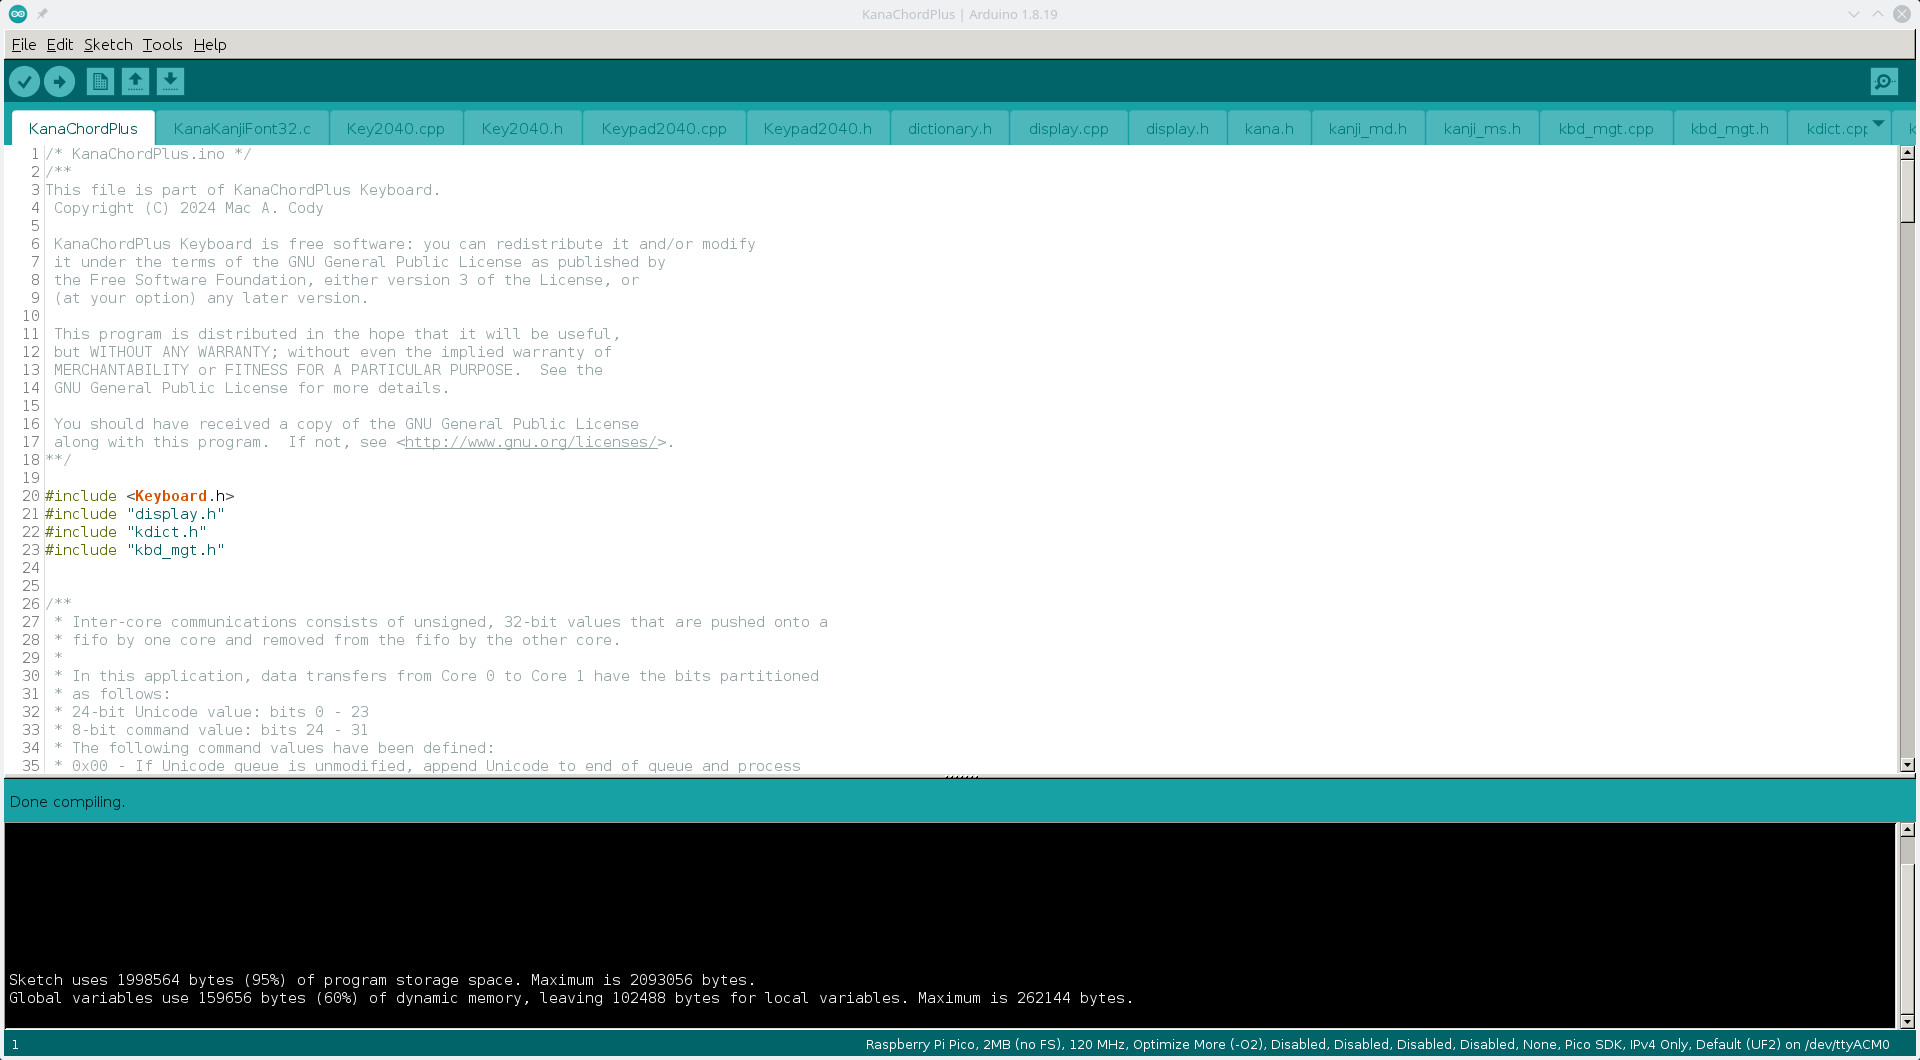 KanaChordPlus | Arduino 1.8.19
File Edit Sketch Tools Help
KanaChordPlus KanaKanjiFont32.c Key2040.cpp Key2040.h Keypad2040.cpp Keypad2040.h dictionary.h display.cpp display.h kana.h kanji_md.h kanji_ms.h kbd_mgt.cpp kbd_mgt.h kdict.cpp
1 /* KanaChordPlus.ino */
2 /**
3 This file is part of KanaChordPlus Keyboard.
4 Copyright (C) 2024 Mac A. Cody
5
6 KanaChordPlus Keyboard is free software: you can redistribute it and/or modify
7 it under the terms of the GNU General Public License as published by
8 the Free Software Foundation, either version 3 of the License, or
9 (at your option) any later version.
10
11 This program is distributed in the hope that it will be useful,
12 but WITHOUT ANY WARRANTY; without even the implied warranty of
13 MERCHANTABILITY or FITNESS FOR A PARTICULAR PURPOSE.  See the
14 GNU General Public License for more details.
15
16 You should have received a copy of the GNU General Public License
17 along with this program.  If not, see <http://www.gnu.org/licenses/>.
18 **/
19
20 #include <Keyboard.h>
21 #include "display.h"
22 #include "kdict.h"
23 #include "kbd_mgt.h"
24
25
26 /**
27 * Inter-core communications consists of unsigned, 32-bit values that are pushed onto a
28 * fifo by one core and removed from the fifo by the other core.
29 *
30 * In this application, data transfers from Core 0 to Core 1 have the bits partitioned
31 * as follows:
32 * 24-bit Unicode value: bits 0 - 23
33 * 8-bit command value: bits 24 - 31
34 * The following command values have been defined:
35 * 0x00 - If Unicode queue is unmodified, append Unicode to end of queue and process
Done compiling.
Sketch uses 1998564 bytes (95%) of program storage space. Maximum is 2093056 bytes.
Global variables use 159656 bytes (60%) of dynamic memory, leaving 102488 bytes for local variables. Maximum is 262144 bytes.
1 Raspberry Pi Pico, 2MB (no FS), 120 MHz, Optimize More (-O2), Disabled, Disabled, Disabled, Disabled, None, Pico SDK, IPv4 Only, Default (UF2) on /dev/ttyACM0